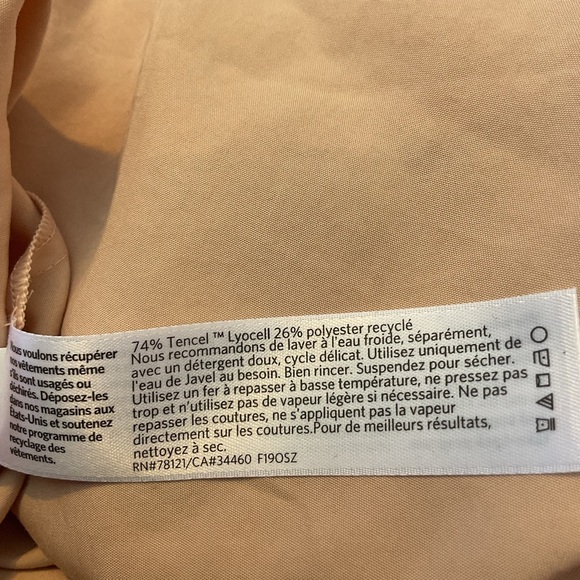 Nous voulons récupérer
nos vêtements même
s'ils sont usagés ou
déchirés. Déposez-les
dans nos magasins aux
États-Unis et soutenez
notre programme de
recyclage des
vêtements.
74% Tencel™ Lyocell 26% polyester recyclé
Nous recommandons de laver à l'eau froide, séparément,
avec un détergent doux, cycle délicat. Utilisez uniquement de
l'eau de Javel au besoin. Bien rincer. Suspendez pour sécher.
Utilisez un fer à repasser à basse température, ne pressez pas
trop et n'utilisez pas de vapeur légère si nécessaire. Ne pas
repasser les coutures, ne s'appliquent pas la vapeur
directement sur les coutures.Pour de meilleurs résultats,
nettoyez à sec.
RN#78121/CA#34460 F19OSZ